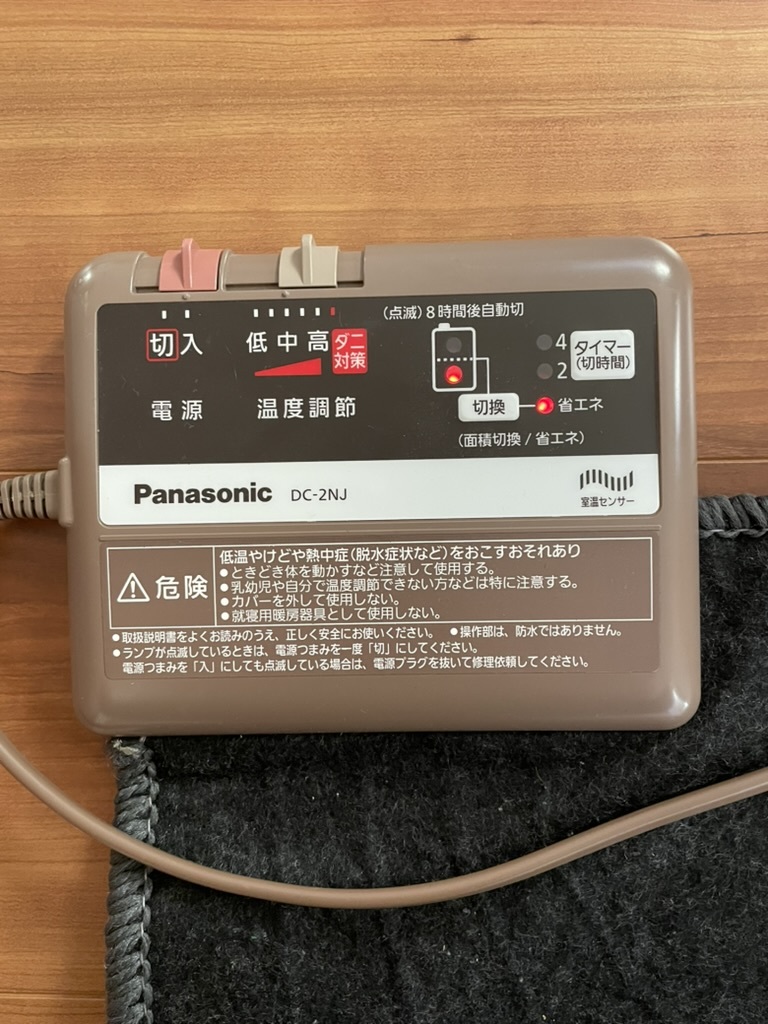 (点滅)8時間後自動切
切入
低中高
ダニ
対策
4
2
タイマー
(切時間)
電源
温度調節
切換
省エネ
(面積切換/省エネ)
Panasonic DC-2NJ
室温センサー
危険
低温やけどや熱中症(脱水症状など)をおこすおそれあり
●ときどき体を動かすなど注意して使用する。
●乳幼児や自分で温度調節できない方などは特に注意する。
●カバーを外して使用しない。
●就寝用暖房器具として使用しない。
●取扱説明書をよくお読みのうえ、正しく安全にお使いください。 ●操作部は、防水ではありません。
●ランプが点滅しているときは、電源つまみを一度「切」にしてください。
電源つまみを「入」にしても点滅している場合は、電源プラグを抜いて修理依頼してください。